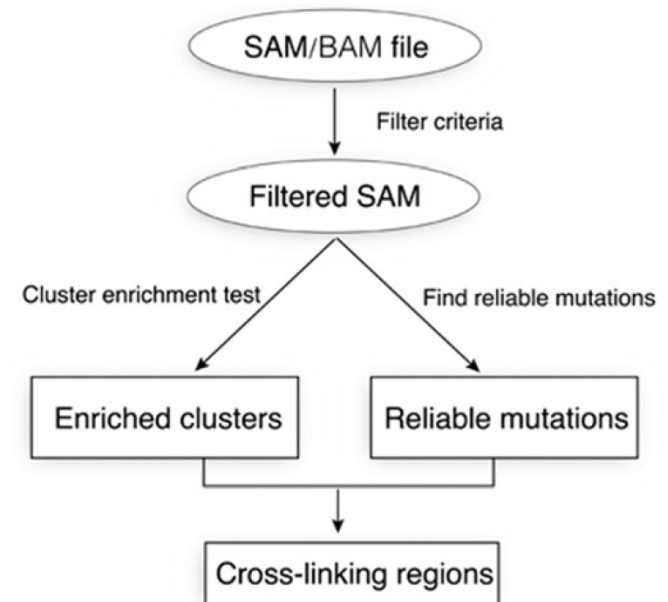 SAM/BAM file
Filter criteria
Filtered SAM
Cluster enrichment test
Find reliable mutations
Enriched clusters
Reliable mutations
Cross-linking regions